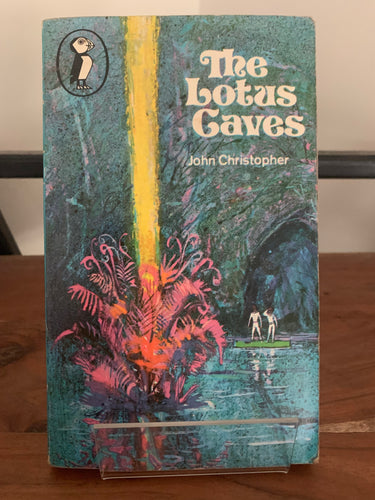 The
Lotus
Caves
John Christopher